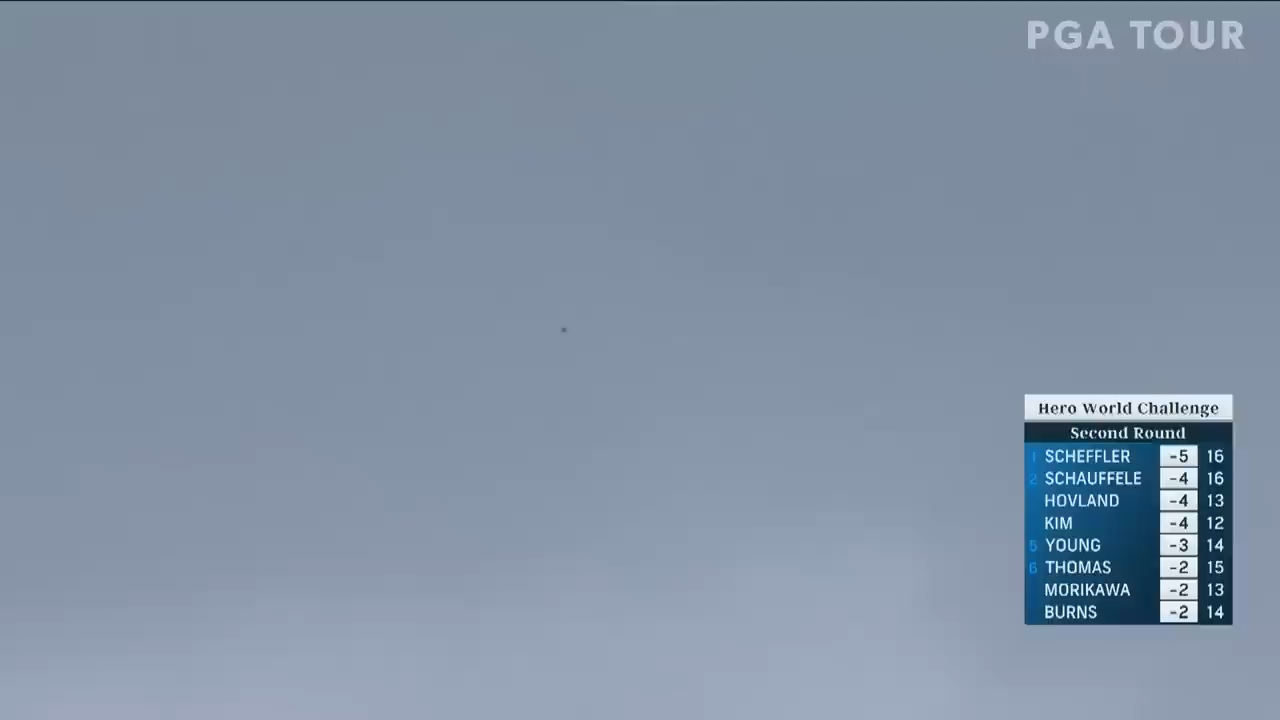 PGA TOUR
Hero World Challenge
Second Round
1 SCHEFFLER -5 16
2 SCHAUFFELE -4 16
HOVLAND -4 13
KIM -4 12
5 YOUNG -3 14
6 THOMAS -2 15
MORIKAWA -2 13
BURNS -2 14